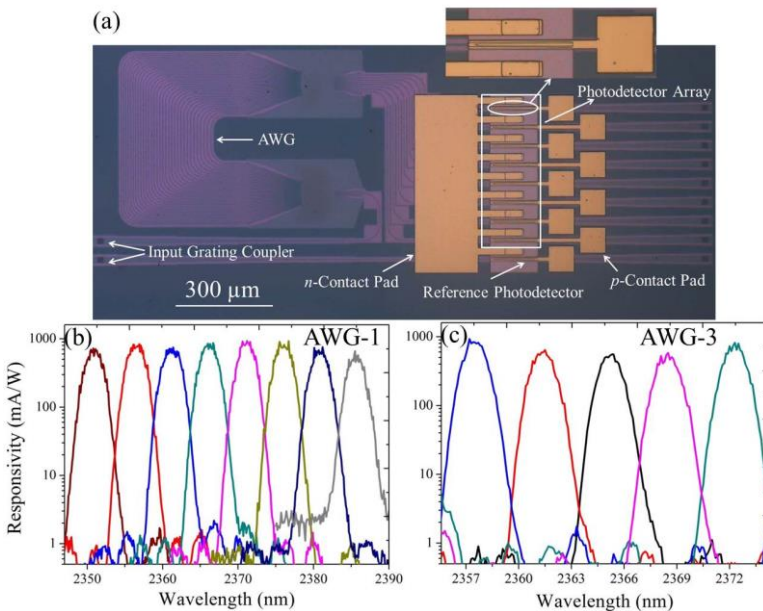 (a)
Photodetector Array
AWG
Input Grating Coupler
n-Contact Pad
p-Contact Pad
Reference Photodetector
300 µm
(b)
AWG-1
1000
100
10
1
Responsivity (mA/W)
2350
2360
2370
2380
2390
Wavelength (nm)
(c)
AWG-3
1000
100
10
1
2357
2360
2363
2366
2369
2372
Wavelength (nm)